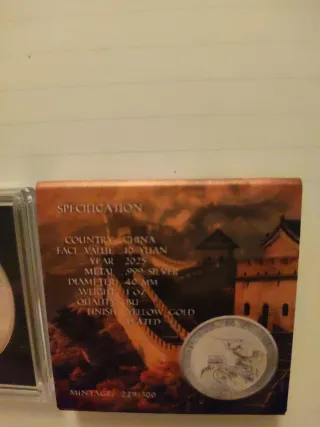 SPECIFICATION
COUNTRY CHINA
FACE VALUE 10 YUAN
YEAR 2025
METAL .999 SILVER
DIAMETER 40 MM
WEIGHT 1 OZ
QUALITY BU
FINISH YELLOW GOLD
PLATED
MINTAGE